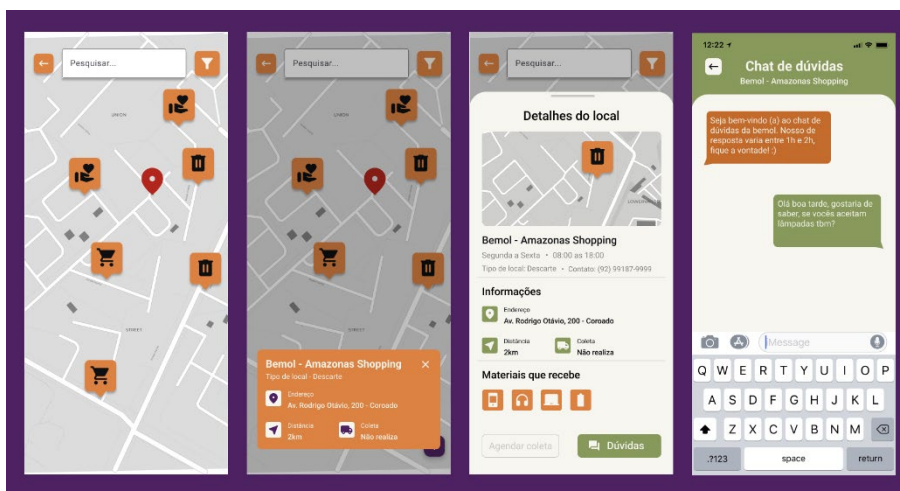 Pesquisar...
UNION
STREET
Pesquisar...
UNION
STREET
Bemol - Amazonas Shopping
Tipo de local - Descarte
Endereço
Av. Rodrigo Otávio, 200 - Coroado
Distância
2km
Coleta
Não realiza
Pesquisar...
Detalhes do local
Bemol - Amazonas Shopping
Segunda a Sexta • 08:00 as 18:00
Tipo de local: Descarte • Contato: (92) 99187-9999
Informações
Endereço
Av. Rodrigo Otávio, 200 - Coroado
Distância
2km
Coleta
Não realiza
Materiais que recebe
Agendar coleta
Dúvidas
12:22
Chat de dúvidas
Bemol - Amazonas Shopping
Seja bem-vindo (a) ao chat de
dúvidas da bemol. Nosso de
resposta varia entre 1h e 2h,
fique a vontade! :)
Olá boa tarde, gostaria de
saber, se vocês aceitam
lâmpadas tbm?
Message
Q W E R T Y U I O P
A S D F G H J K L
Z X C V B N M
.?123 space return